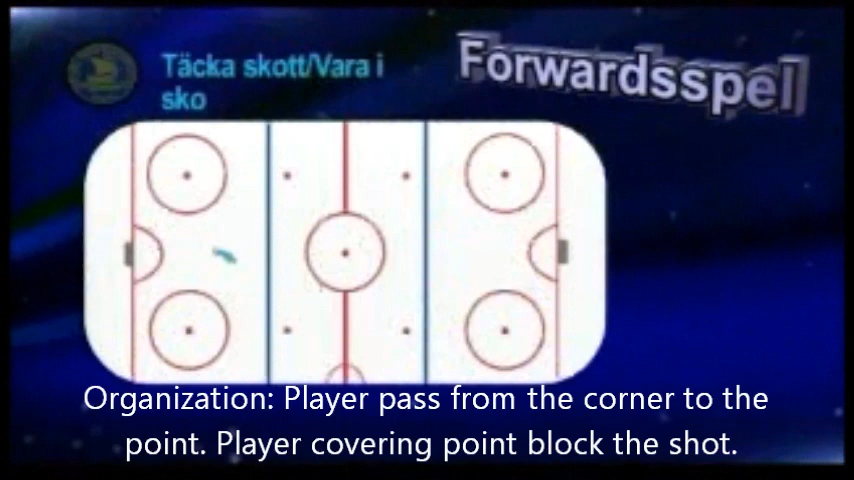 Täcka skott/Vara i
sko
Forwardsspel
Organization: Player pass from the corner to the
point. Player covering point block the shot.